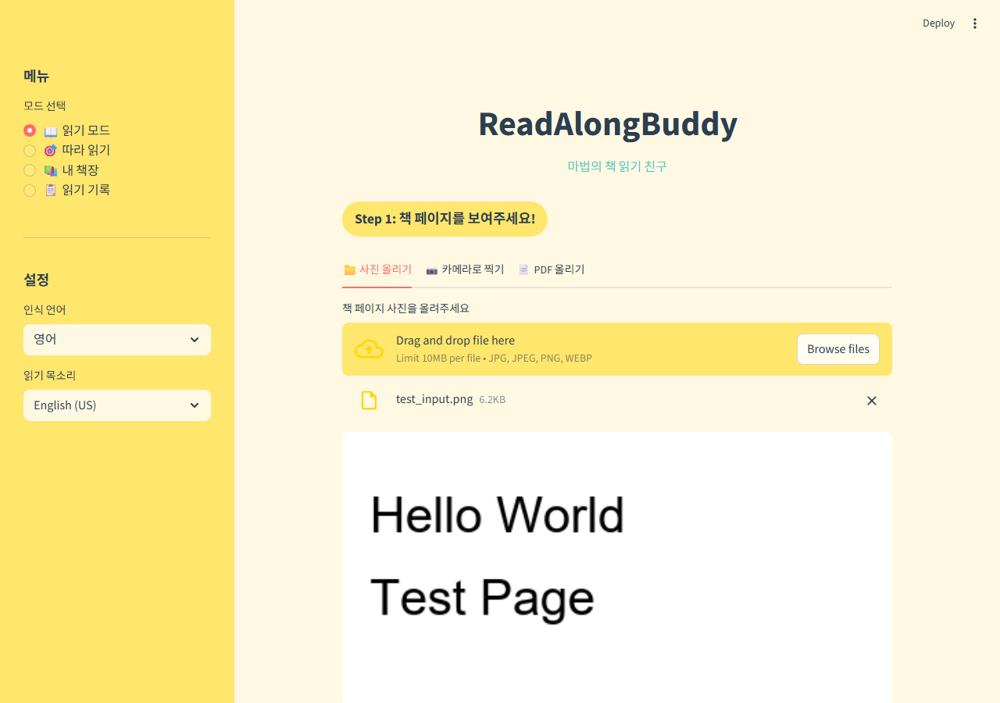 Deploy
메뉴
모드 선택
📖 읽기 모드
🎯 따라 읽기
📚 내 책장
📋 읽기 기록
설정
인식 언어
영어
읽기 목소리
English (US)
ReadAlongBuddy
마법의 책 읽기 친구
Step 1: 책 페이지를 보여주세요!
📁 사진 올리기 📷 카메라로 찍기 📄 PDF 올리기
책 페이지 사진을 올려주세요
Drag and drop file here
Limit 10MB per file • JPG, JPEG, PNG, WEBP
Browse files
test_input.png 6.2KB
Hello World
Test Page